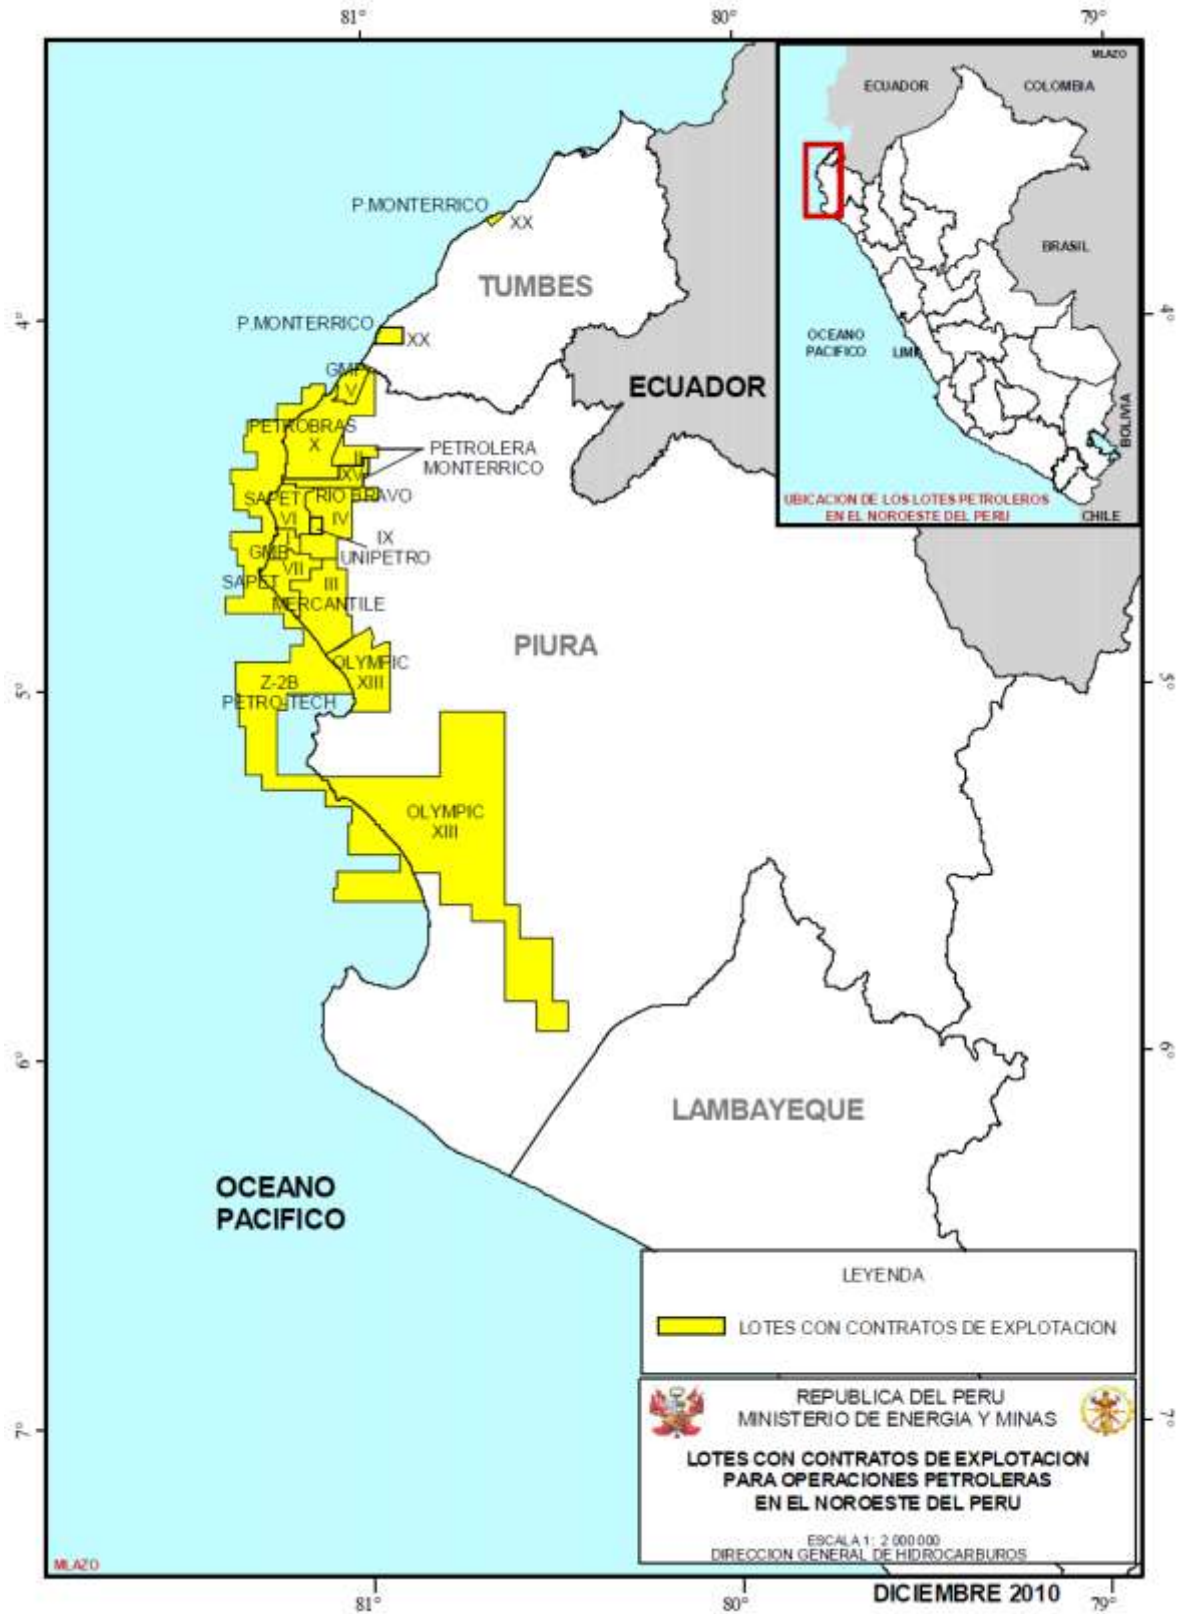 81°
80°
79°
MLAZO
ECUADOR
COLOMBIA
BRASIL
OCEANO
PACIFICO
LIMA
BOLIVIA
UBICACION DE LOS LOTES PETROLEROS
EN EL NOROESTE DEL PERU
CHILE
P.MONTERRICO
XX
TUMBES
4°
4°
P.MONTERRICO
XX
ECUADOR
GMP
V
PETROBRAS
X
PETROLERA
MONTERRICO
II
XV
SAPET
RIO BRAVO
VI
IV
IX
UNIPETRO
I
GMP
VII
SAPET
III
MERCANTILE
PIURA
OLYMPIC
XIII
Z-2B
PETRO-TECH
5°
5°
OLYMPIC
XIII
6°
6°
LAMBAYEQUE
OCEANO
PACIFICO
LEYENDA
LOTES CON CONTRATOS DE EXPLOTACION
REPUBLICA DEL PERU
MINISTERIO DE ENERGIA Y MINAS
7°
7°
LOTES CON CONTRATOS DE EXPLOTACION
PARA OPERACIONES PETROLERAS
EN EL NOROESTE DEL PERU
ESCALA 1: 2 000 000
DIRECCION GENERAL DE HIDROCARBUROS
MLAZO
DICIEMBRE 2010
81°
80°
79°